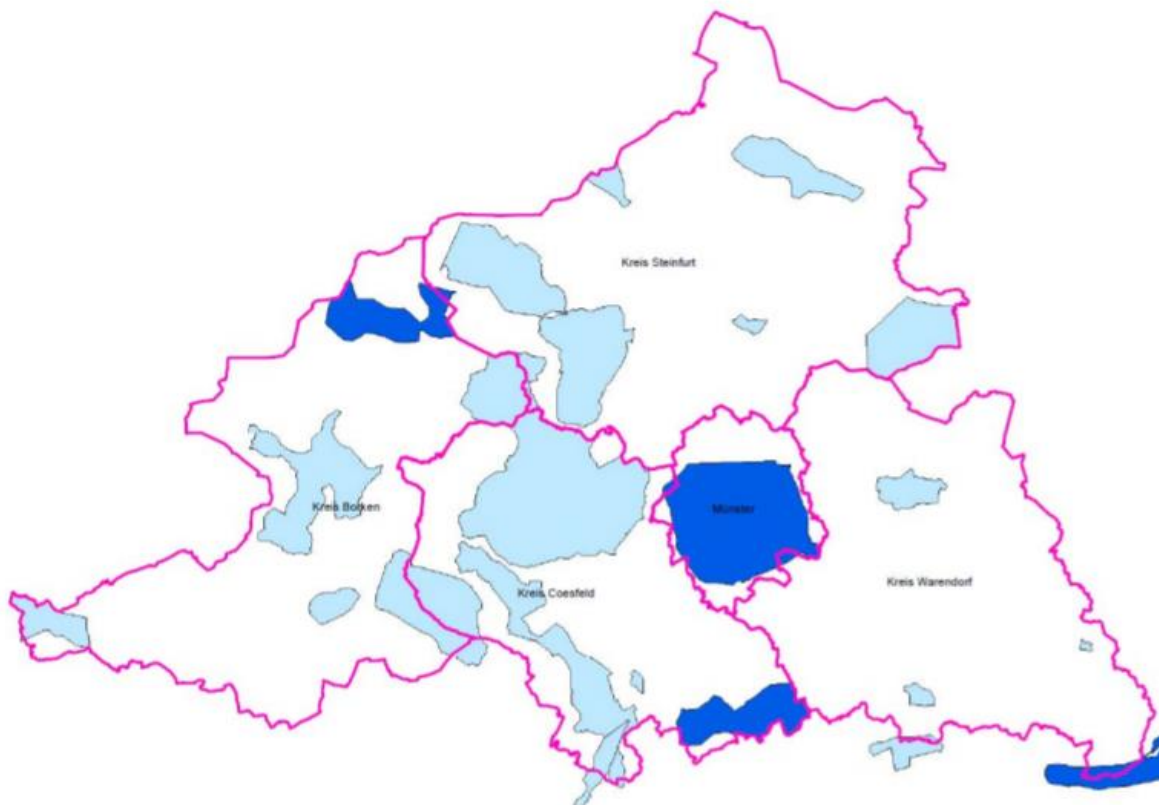 Kreis Steinfurt
Kreis Borken
Münster
Kreis Coesfeld
Kreis Warendorf